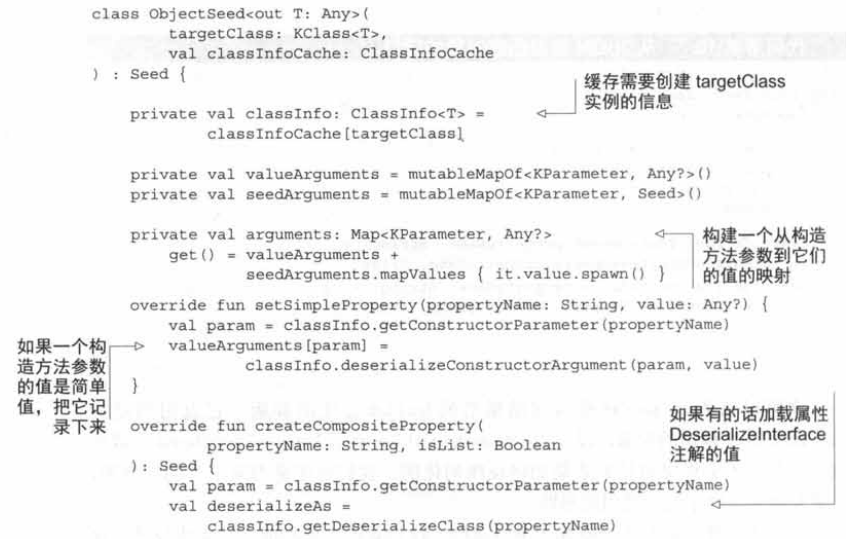 class ObjectSeed<out T: Any>(
targetClass: KClass<T>,
val classInfoCache: ClassInfoCache
) : Seed {
缓存需要创建 targetClass
实例的信息
private val classInfo: ClassInfo<T> =
classInfoCache[targetClass]
private val valueArguments = mutableMapOf<KParameter, Any?>()
private val seedArguments = mutableMapOf<KParameter, Seed>()
private val arguments: Map<KParameter, Any?>
get() = valueArguments +
seedArguments.mapValues { it.value.spawn() }
构建一个从构造
方法参数到它们
的值的映射
override fun setSimpleProperty(propertyName: String, value: Any?) {
val param = classInfo.getConstructorParameter(propertyName)
valueArguments[param] =
classInfo.deserializeConstructorArgument(param, value)
}
如果一个构
造方法参数
的值是简单
值，把它记
录下来
override fun createCompositeProperty(
propertyName: String, isList: Boolean
): Seed {
如果有的话加载属性
DeserializeInterface
注解的值
val param = classInfo.getConstructorParameter(propertyName)
val deserializeAs =
classInfo.getDeserializeClass(propertyName)